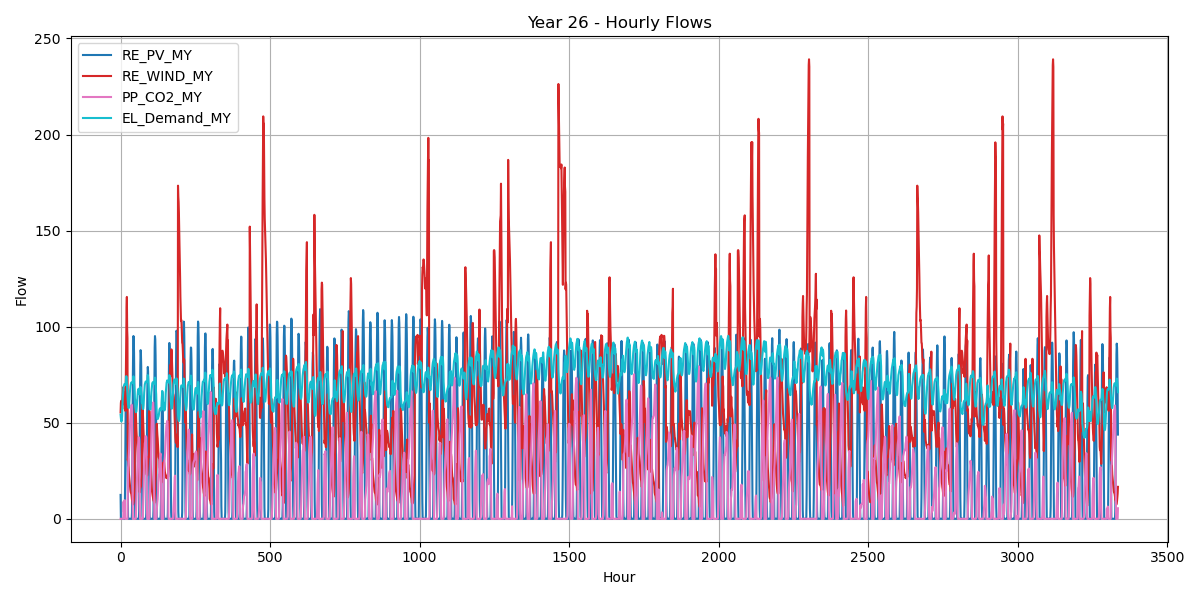 Year 26 - Hourly Flows
RE_PV_MY
RE_WIND_MY
PP_CO2_MY
EL_Demand_MY
250
200
150
100
50
0
Flow
0 500 1000 1500 2000 2500 3000 3500
Hour